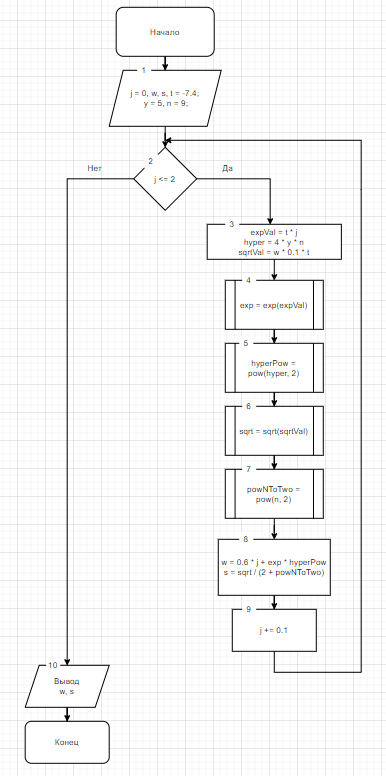 Начало
1
j = 0, w, s, t = -7.4;
y = 5, n = 9;
2
Нет
j <= 2
Да
3
expVal = t * j
hyper = 4 * y * n
sqrtVal = w * 0.1 * t
4
exp = exp(expVal)
5
hyperPow =
pow(hyper, 2)
6
sqrt = sqrt(sqrtVal)
7
powNToTwo =
pow(n, 2)
8
w = 0.6 * j + exp * hyperPow
s = sqrt / (2 + powNToTwo)
9
j += 0.1
10
Вывод
w, s
Конец